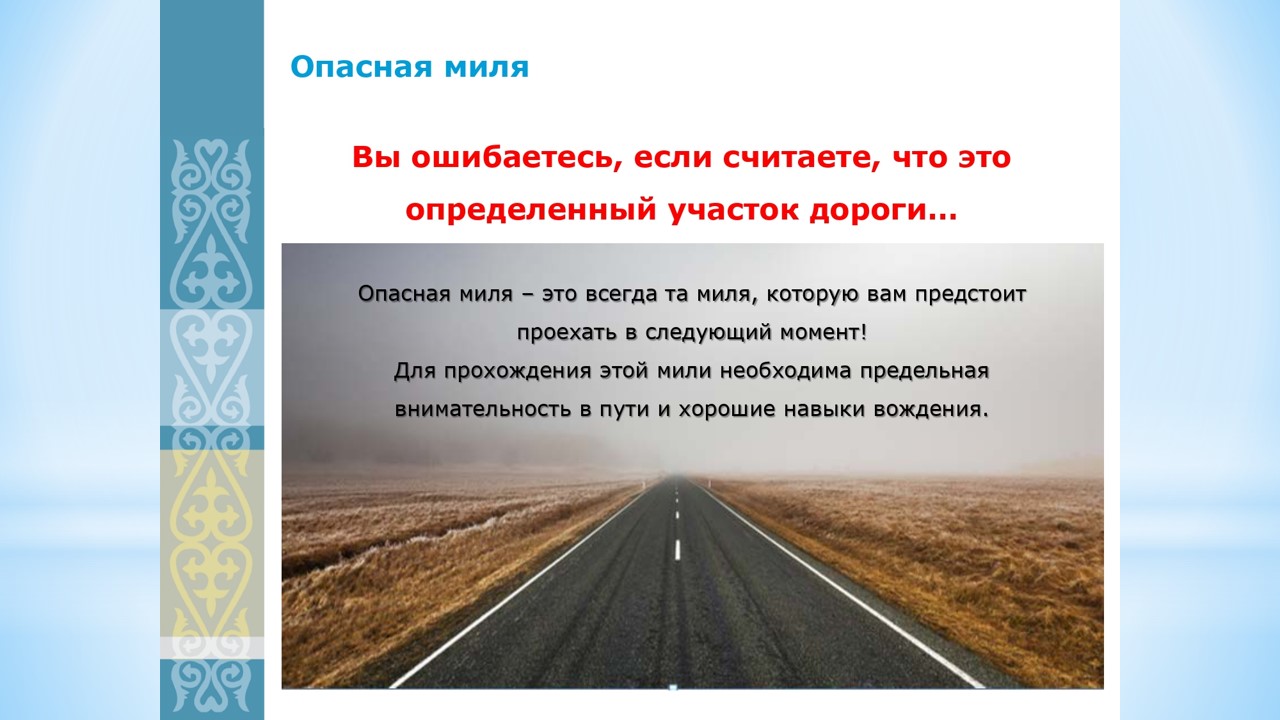 Опасная миля
Вы ошибаетесь, если считаете, что это
определенный участок дороги…
Опасная миля – это всегда та миля, которую вам предстоит
проехать в следующий момент!
Для прохождения этой мили необходима предельная
внимательность в пути и хорошие навыки вождения.